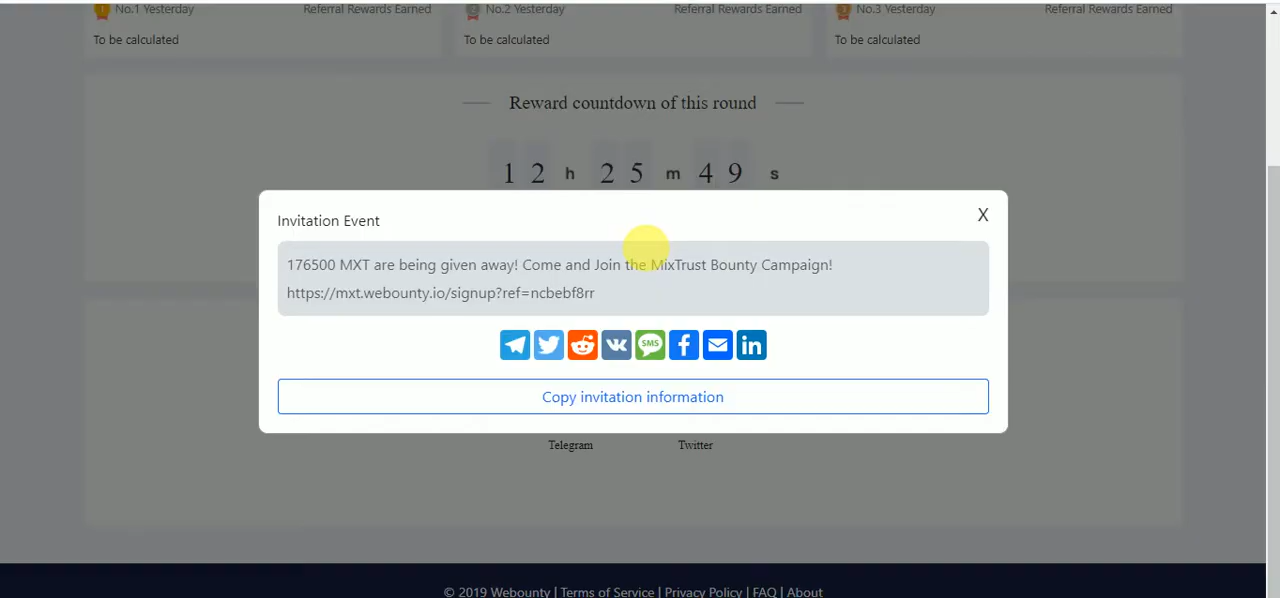 No.1 Yesterday Referral Rewards Earned No.2 Yesterday Referral Rewards Earned No.3 Yesterday Referral Rewards Earned
To be calculated To be calculated To be calculated
Reward countdown of this round
12 h 25 m 49 s
Invitation Event X
176500 MXT are being given away! Come and Join the MixTrust Bounty Campaign!
https://mxt.webounty.io/signup?ref=ncbebf8rr
SMS
Copy invitation information
Telegram Twitter
© 2019 Webounty | Terms of Service | Privacy Policy | FAQ | About